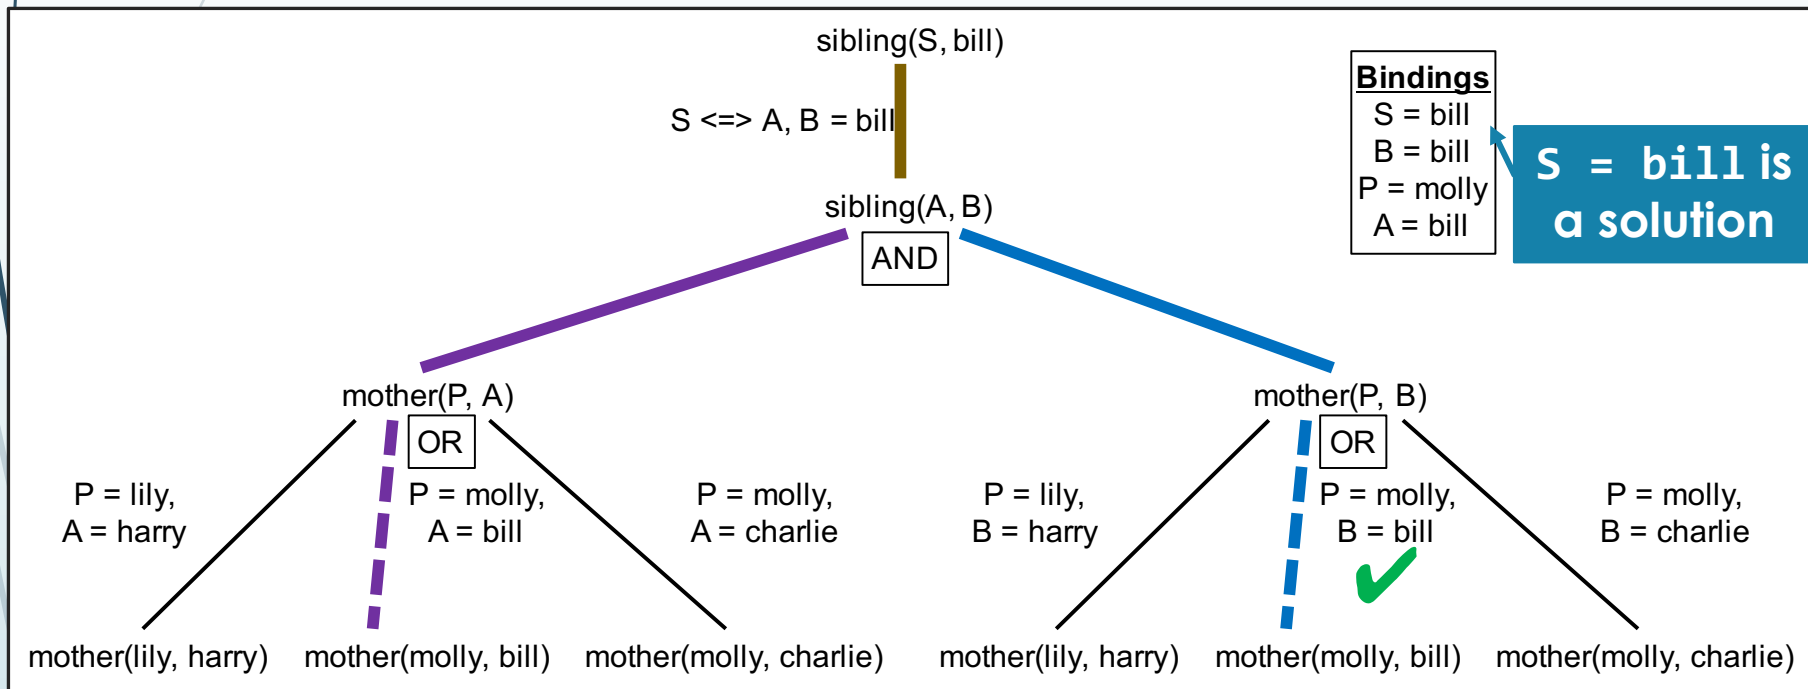 sibling(S, bill)
S <=> A, B = bill
Bindings
S = bill
B = bill
P = molly
A = bill
S = bill is
a solution
sibling(A, B)
AND
mother(P, A)
OR
P = lily,
A = harry
P = molly,
A = bill
P = molly,
A = charlie
mother(lily, harry)
mother(molly, bill)
mother(molly, charlie)
mother(P, B)
OR
P = lily,
B = harry
P = molly,
B = bill
P = molly,
B = charlie
mother(lily, harry)
mother(molly, bill)
mother(molly, charlie)